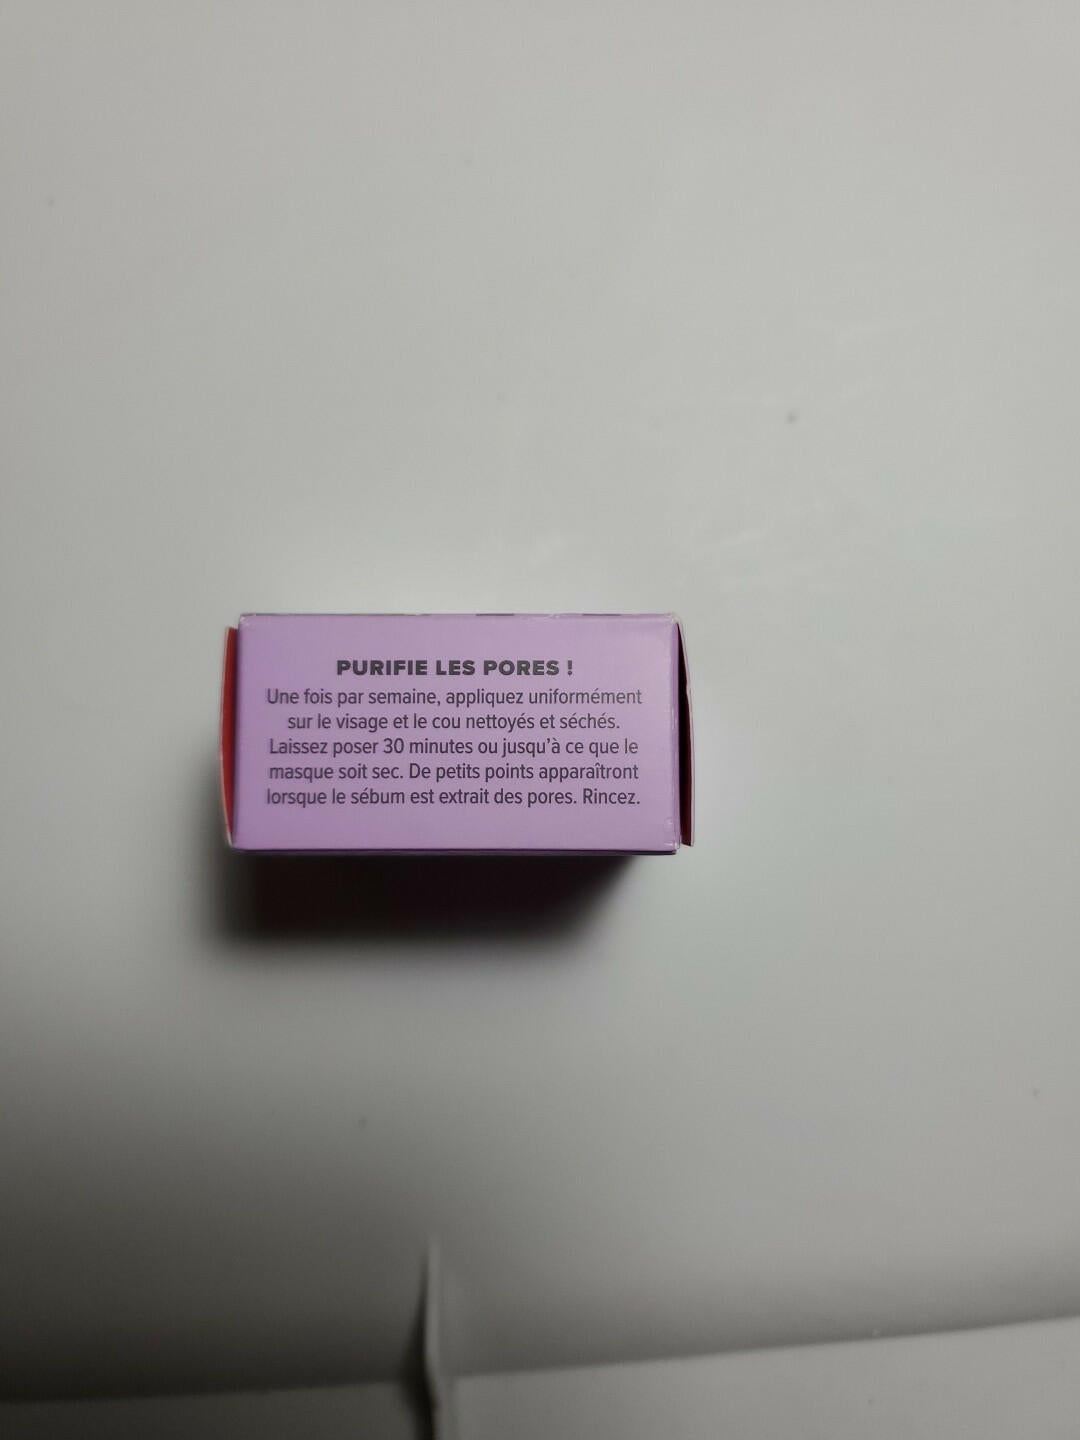 PURIFIE LES PORES !
Une fois par semaine, appliquez uniformément
sur le visage et le cou nettoyés et séchés.
Laissez poser 30 minutes ou jusqu'à ce que le
masque soit sec. De petits points apparaîtront
lorsque le sébum est extrait des pores. Rincez.